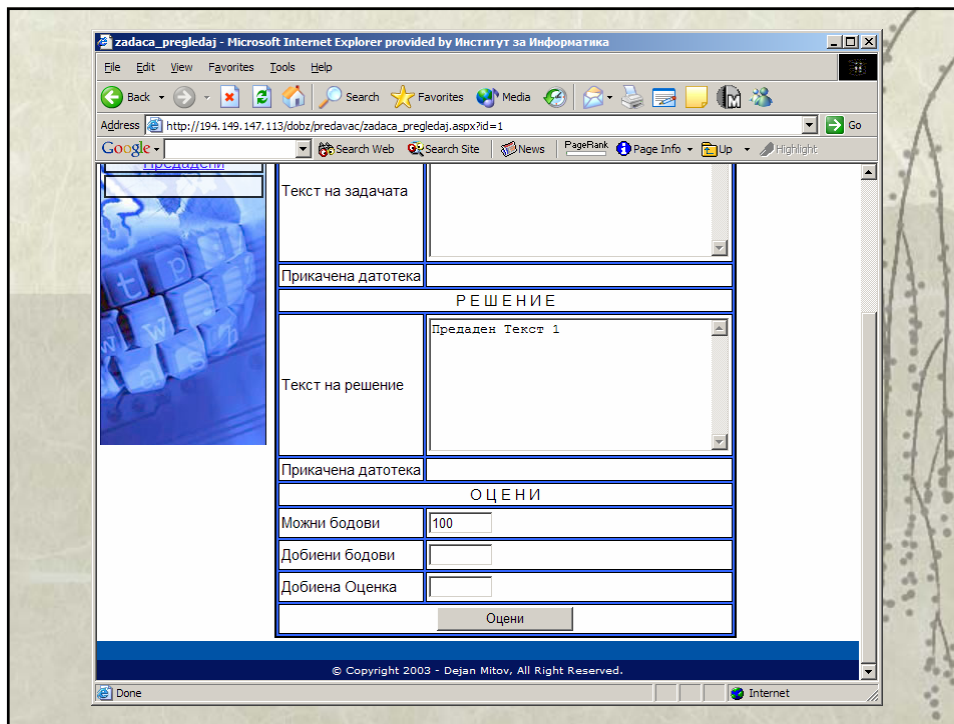 zadaca_pregledaj - Microsoft Internet Explorer provided by Институт за Информатика
File Edit View Favorites Tools Help
Back Search Favorites Media
Address http://194.149.147.113/dobz/predavac/zadaca_pregledaj.aspx?id=1 Go
Google Search Web Search Site News PageRank Page Info Up Highlight
Предадени
Текст на задачата
Прикачена датотека
Р Е Ш Е Н И Е
Предаден Текст 1
Текст на решение
Прикачена датотека
О Ц Е Н И
Можни бодови 100
Добиени бодови
Добиена Оценка
Оцени
© Copyright 2003 - Dejan Mitov, All Right Reserved.
Done Internet